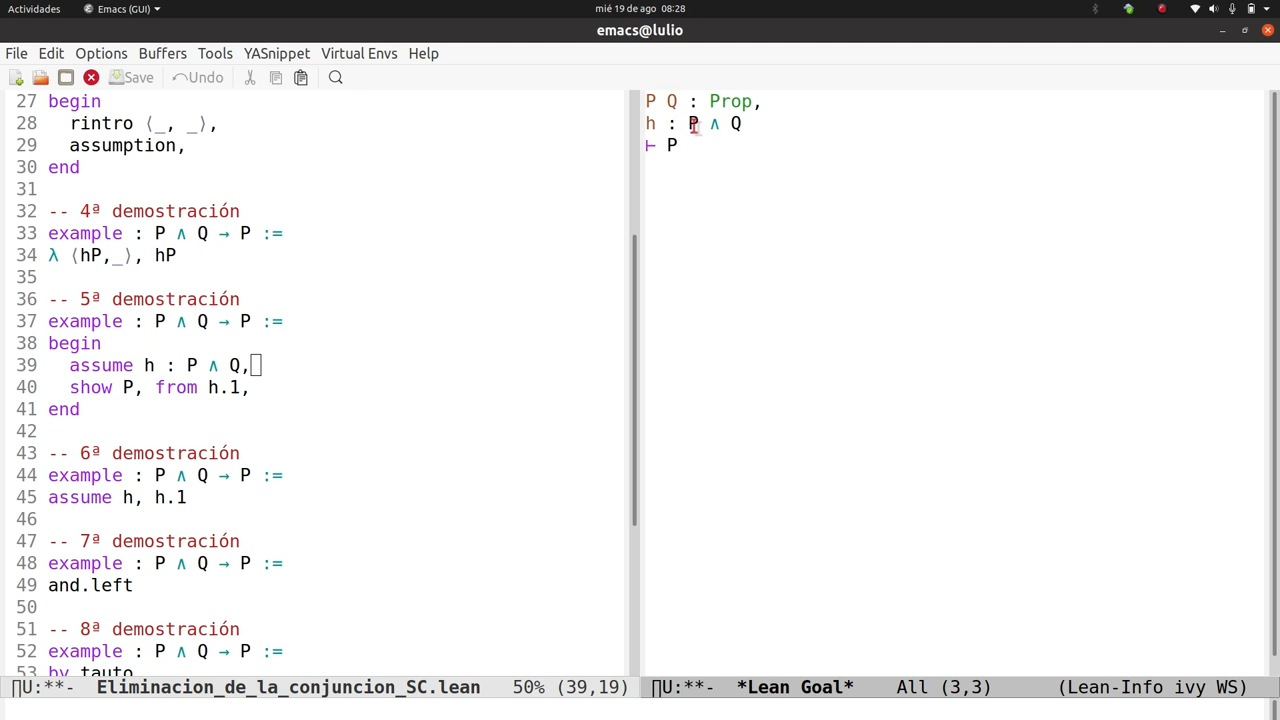 Actividades Emacs (GUI) mié 19 de ago 08:28
emacs@lulio
File Edit Options Buffers Tools YASnippet Virtual Envs Help
Save Undo
27 begin
28 rintro ⟨_, _⟩,
29 assumption,
30 end
31
32 -- 4ª demostración
33 example : P ∧ Q → P :=
34 λ ⟨hP,_⟩, hP
35
36 -- 5ª demostración
37 example : P ∧ Q → P :=
38 begin
39 assume h : P ∧ Q,
40 show P, from h.1,
41 end
42
43 -- 6ª demostración
44 example : P ∧ Q → P :=
45 assume h, h.1
46
47 -- 7ª demostración
48 example : P ∧ Q → P :=
49 and.left
50
51 -- 8ª demostración
52 example : P ∧ Q → P :=
53 by tauto
∏U:**- Eliminacion_de_la_conjuncion_SC.lean 50% (39,19)
P Q : Prop,
h : P ∧ Q
⊢ P
∏U:**- *Lean Goal* All (3,3) (Lean-Info ivy WS)